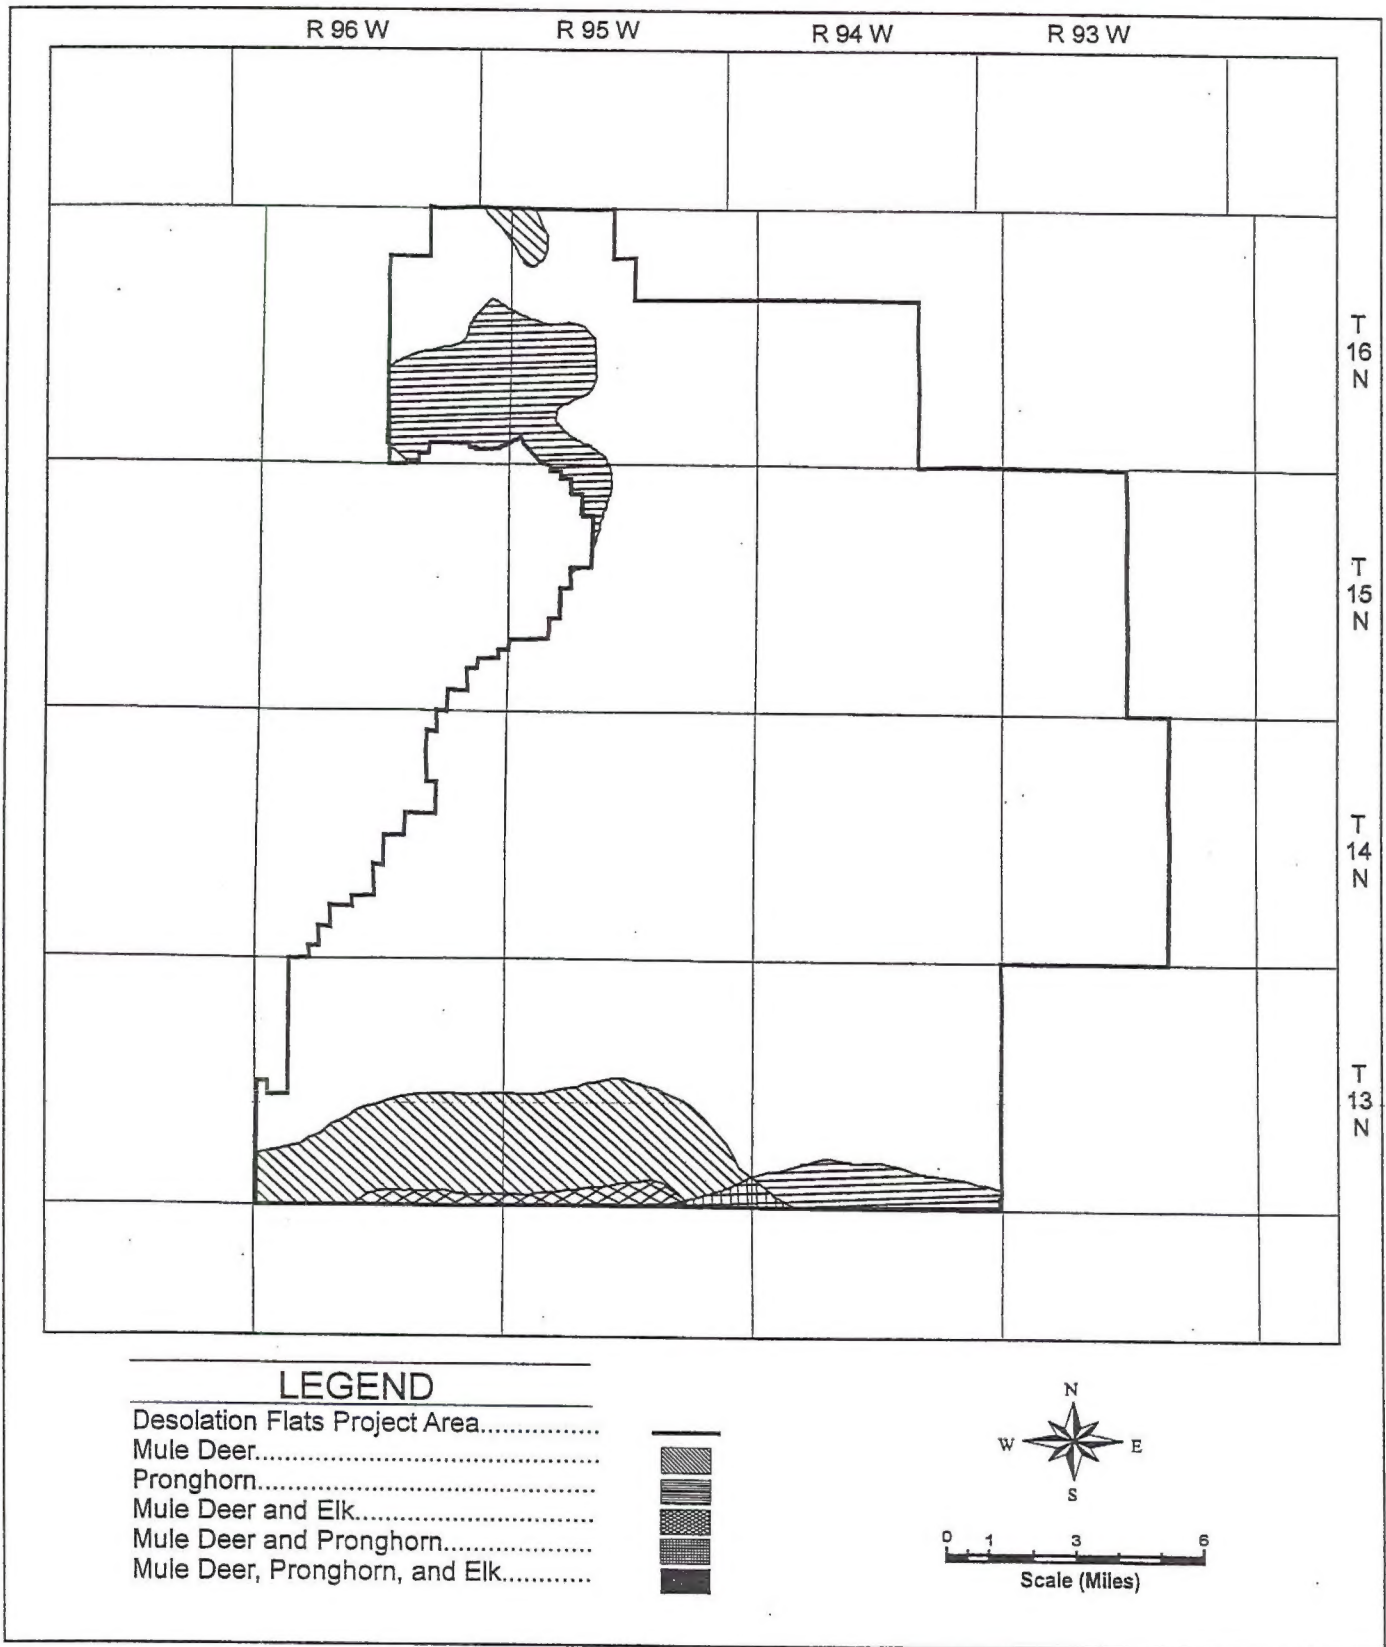 R 96 W R 95 W R 94 W R 93 W
T
16
N
T
15
N
T
14
N
T
13
N
LEGEND
Desolation Flats Project Area...............
Mule Deer...............................................
Pronghorn..............................................
Mule Deer and Elk................................
Mule Deer and Pronghorn....................
Mule Deer, Pronghorn, and Elk............
N
W E
S
0 1 3 6
Scale (Miles)